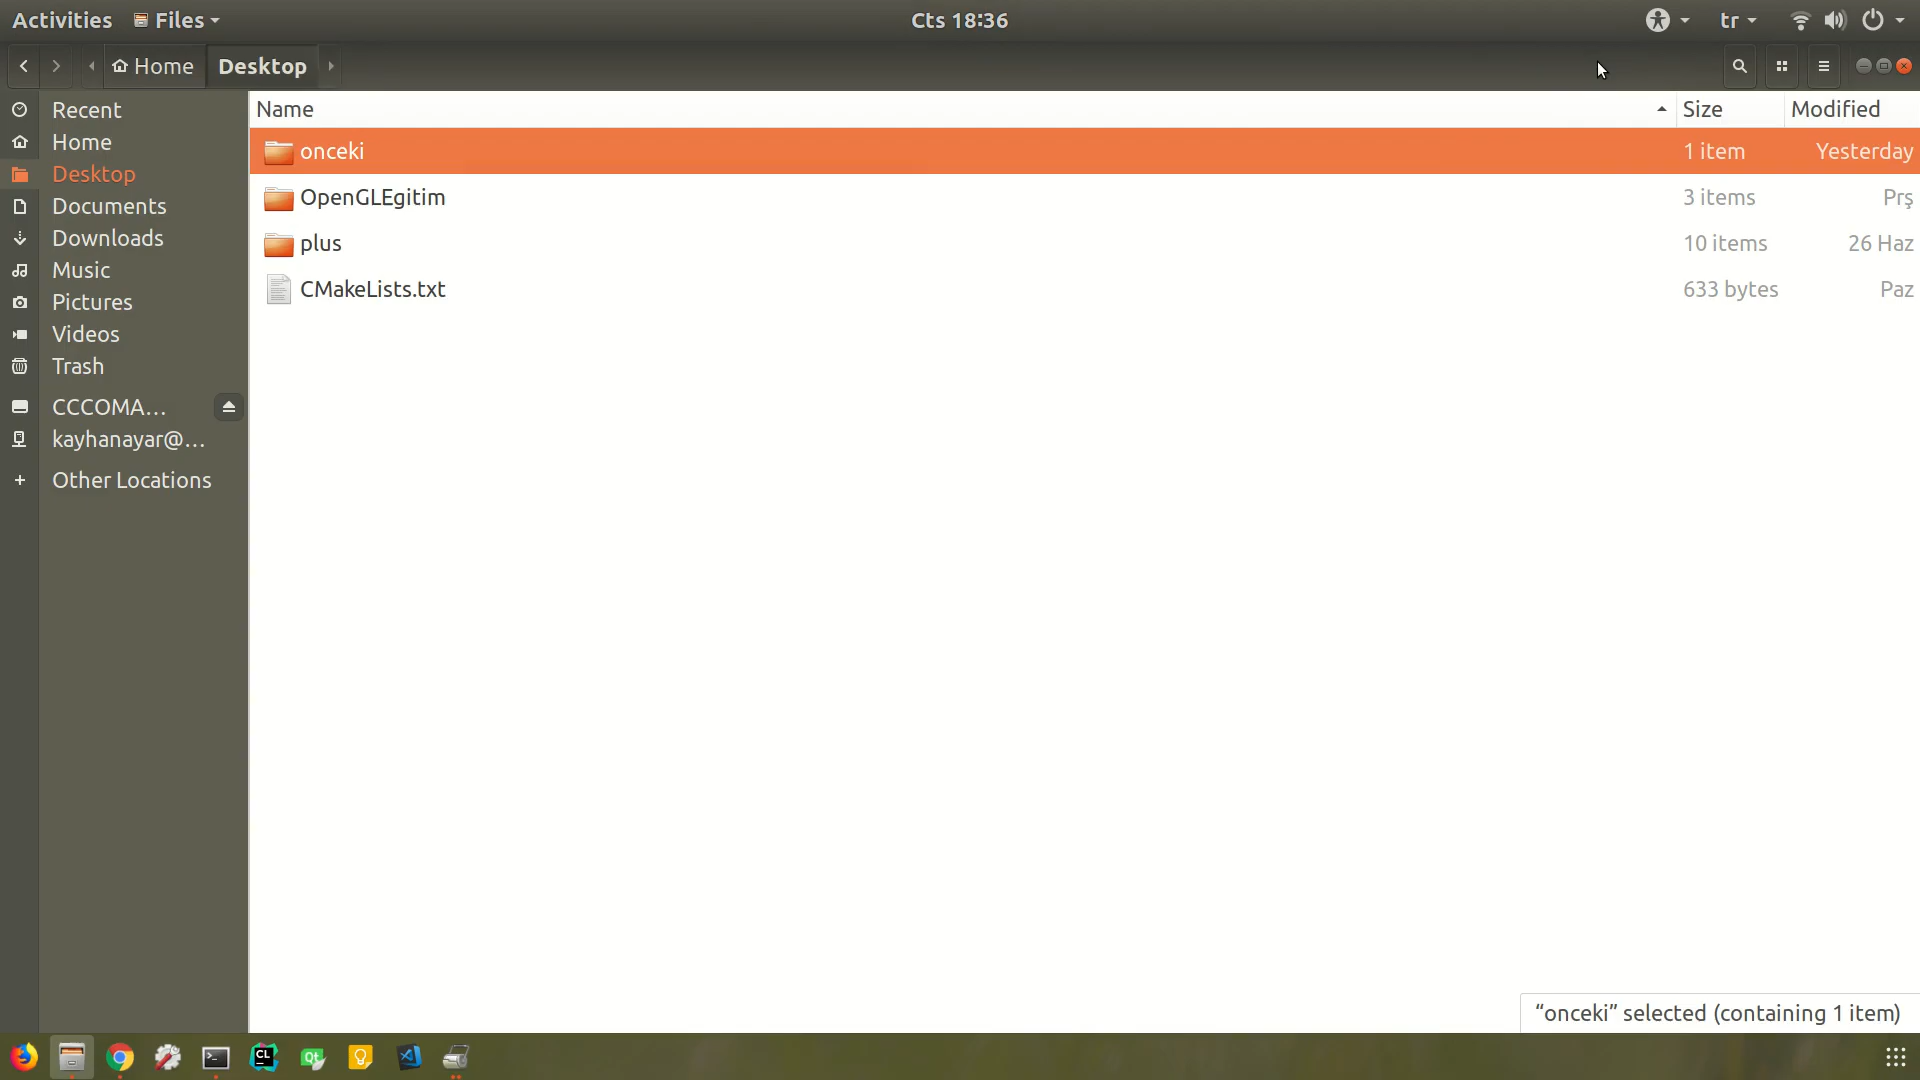 Activities Files Cts 18:36 tr
Home Desktop
Recent
Home
Desktop
Documents
Downloads
Music
Pictures
Videos
Trash
CCCOMA...
kayhanayar@...
Other Locations
Name Size Modified
onceki 1 item Yesterday
OpenGLEgitim 3 items Prş
plus 10 items 26 Haz
CMakeLists.txt 633 bytes Paz
“onceki” selected (containing 1 item)
CL
Qt